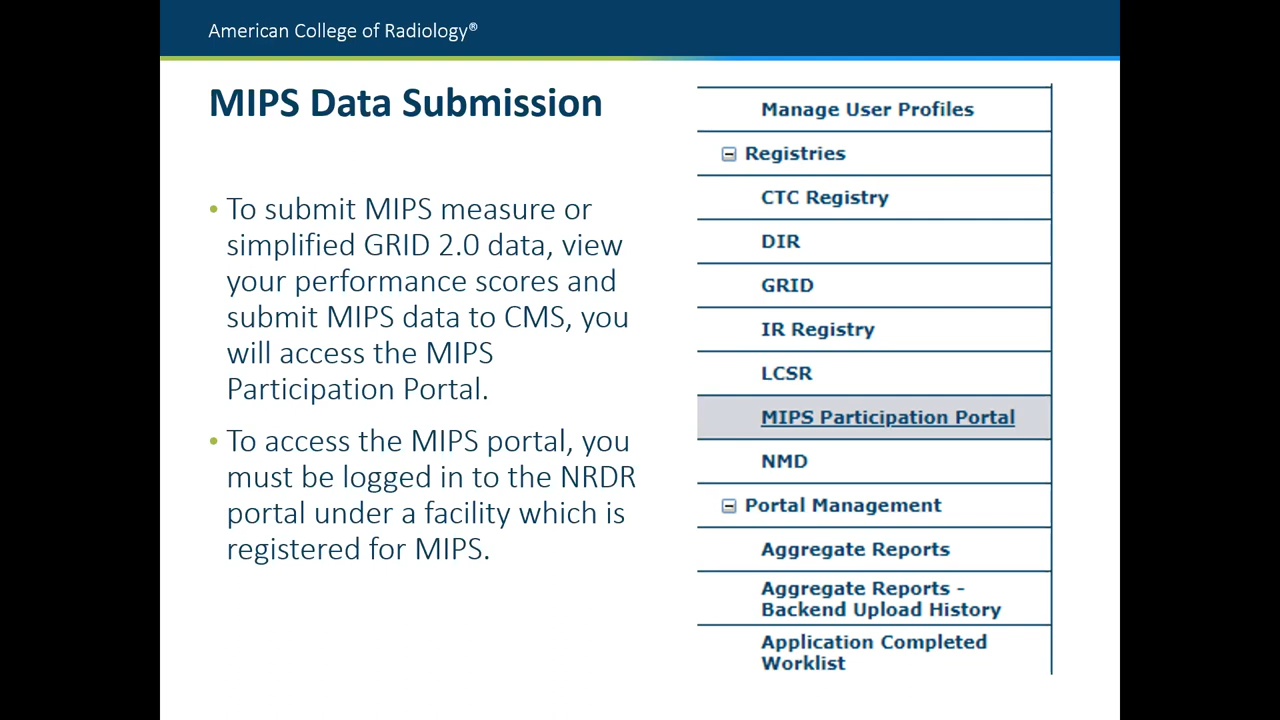 American College of Radiology®
MIPS Data Submission
• To submit MIPS measure or
simplified GRID 2.0 data, view
your performance scores and
submit MIPS data to CMS, you
will access the MIPS
Participation Portal.
• To access the MIPS portal, you
must be logged in to the NRDR
portal under a facility which is
registered for MIPS.
Manage User Profiles
Registries
CTC Registry
DIR
GRID
IR Registry
LCSR
MIPS Participation Portal
NMD
Portal Management
Aggregate Reports
Aggregate Reports -
Backend Upload History
Application Completed
Worklist